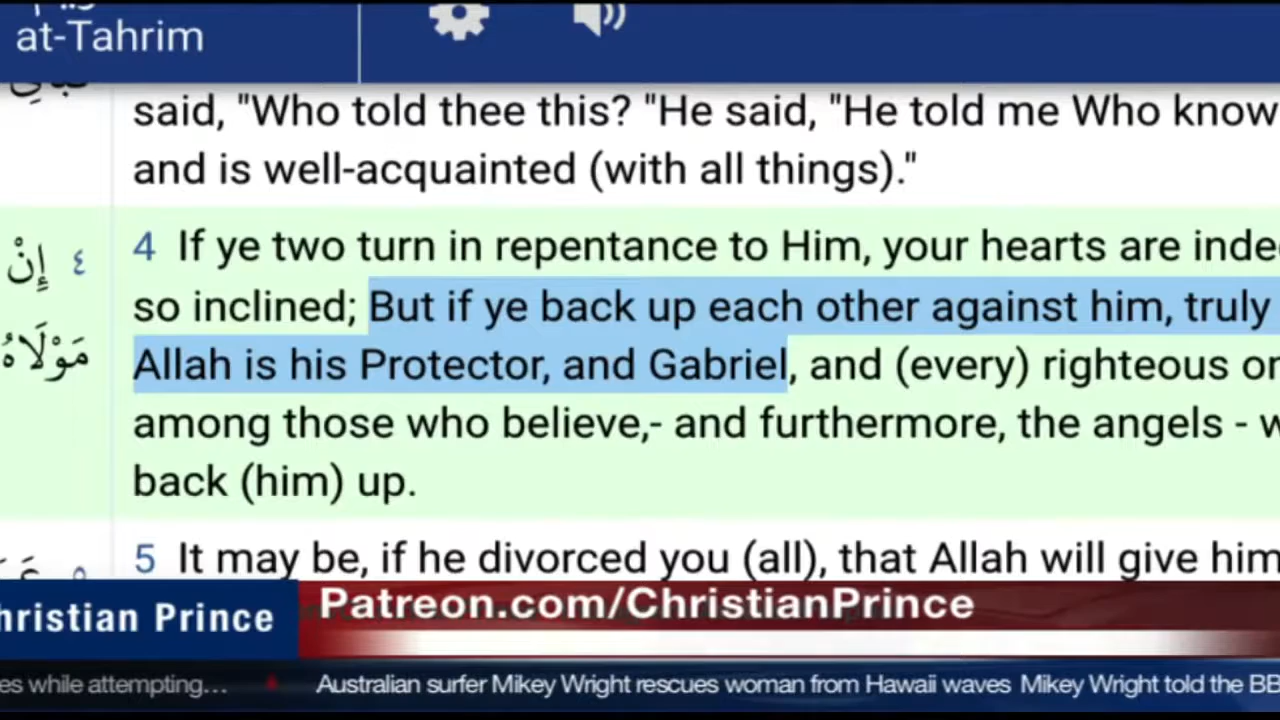 at-Tahrim
said, "Who told thee this? "He said, "He told me Who know
and is well-acquainted (with all things)."
٤ إِنْ
4 If ye two turn in repentance to Him, your hearts are inde
so inclined; But if ye back up each other against him, truly
مَوْلَاهُ
Allah is his Protector, and Gabriel, and (every) righteous or
among those who believe,- and furthermore, the angels - w
back (him) up.
5 It may be, if he divorced you (all), that Allah will give him
hristian Prince
Patreon.com/ChristianPrince
es while attempting... Australian surfer Mikey Wright rescues woman from Hawaii waves Mikey Wright told the BB